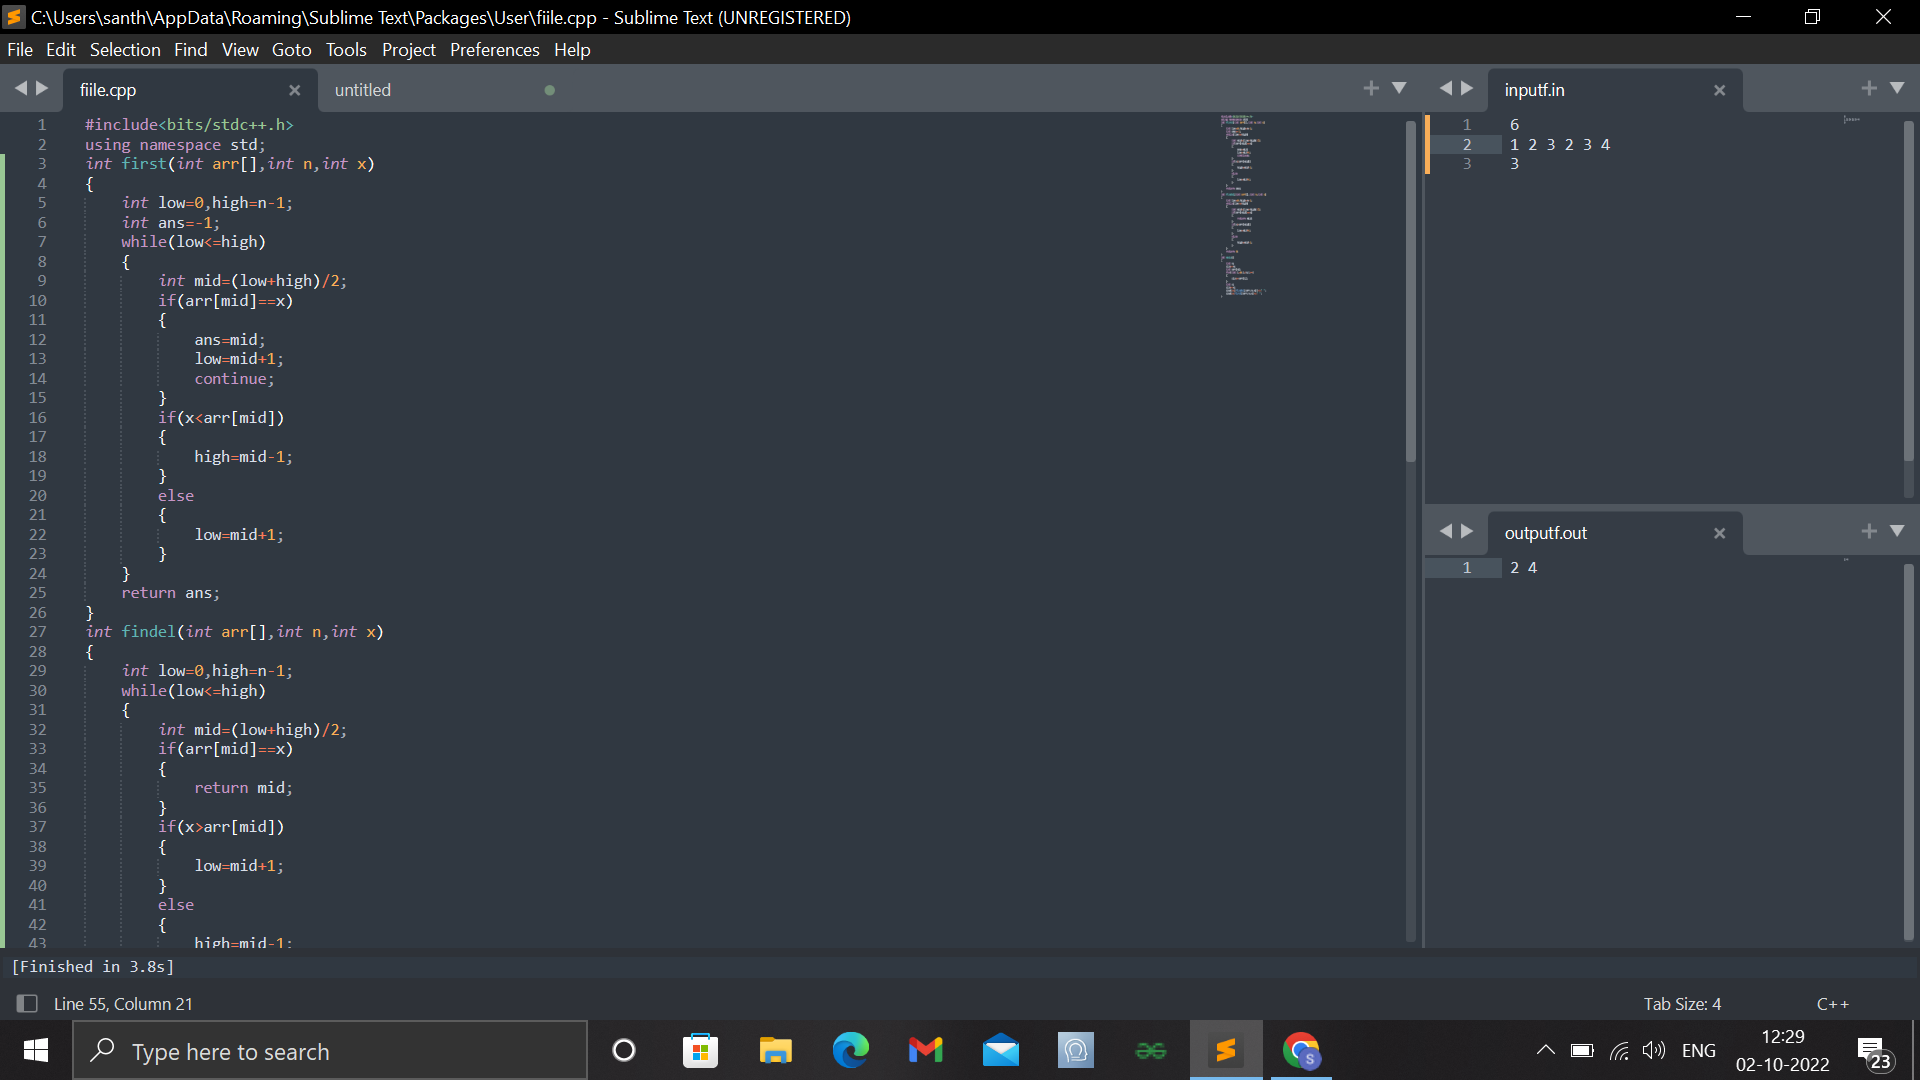 C:\Users\santh\AppData\Roaming\Sublime Text\Packages\User\fiile.cpp - Sublime Text (UNREGISTERED)
File Edit Selection Find View Goto Tools Project Preferences Help
fiile.cpp
untitled
1 #include<bits/stdc++.h>
2 using namespace std;
3 int first(int arr[],int n,int x)
4 {
5 int low=0,high=n-1;
6 int ans=-1;
7 while(low<=high)
8 {
9 int mid=(low+high)/2;
10 if(arr[mid]==x)
11 {
12 ans=mid;
13 low=mid+1;
14 continue;
15 }
16 if(x<arr[mid])
17 {
18 high=mid-1;
19 }
20 else
21 {
22 low=mid+1;
23 }
24 }
25 return ans;
26 }
27 int findel(int arr[],int n,int x)
28 {
29 int low=0,high=n-1;
30 while(low<=high)
31 {
32 int mid=(low+high)/2;
33 if(arr[mid]==x)
34 {
35 return mid;
36 }
37 if(x>arr[mid])
38 {
39 low=mid+1;
40 }
41 else
42 {
43 high=mid-1;
inputf.in
1 6
2 1 2 3 2 3 4
3 3
outputf.out
1 2 4
[Finished in 3.8s]
Line 55, Column 21
Tab Size: 4
C++
Type here to search
S
ENG
12:29
02-10-2022
23